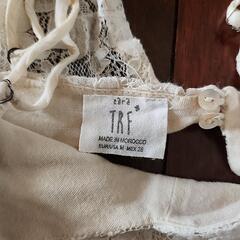 zara
TRF
MADE IN MOROCCO
EUR/USA M MEX 28